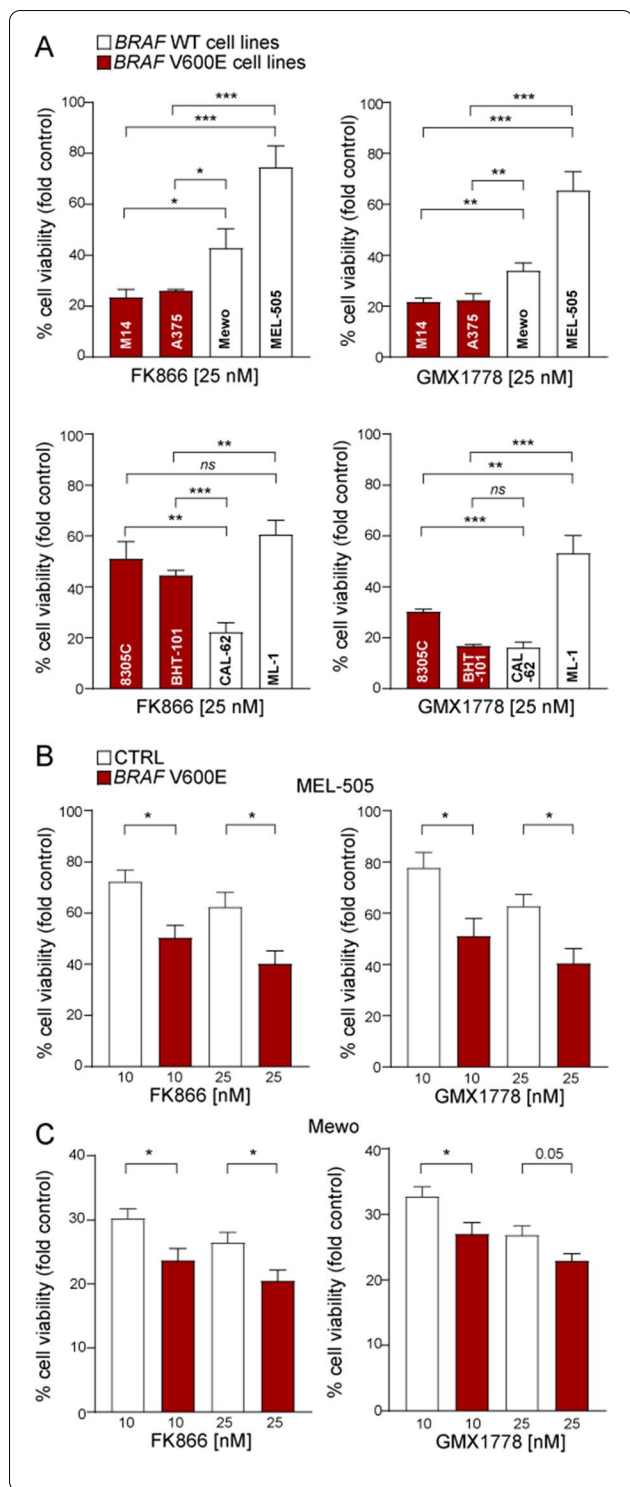 A
BRAF WT cell lines
BRAF V600E cell lines
% cell viability (fold control)
100
80
60
40
20
0
***
***
*
*
M14
A375
Mewo
MEL-505
FK866 [25 nM]
% cell viability (fold control)
100
80
60
40
20
0
***
***
**
**
M14
A375
Mewo
MEL-505
GMX1778 [25 nM]
% cell viability (fold control)
100
80
60
40
20
0
**
ns
***
**
8305C
BHT-101
CAL-62
ML-1
FK866 [25 nM]
% cell viability (fold control)
100
80
60
40
20
0
***
**
ns
***
8305C
BHT
-101
CAL
-62
ML-1
GMX1778 [25 nM]
B
CTRL
BRAF V600E
MEL-505
% cell viability (fold control)
100
80
60
40
20
0
*
*
10
10
25
25
FK866 [nM]
% cell viability (fold control)
100
80
60
40
20
0
*
*
10
10
25
25
GMX1778 [nM]
C
Mewo
% cell viability (fold control)
40
30
20
10
0
*
*
10
10
25
25
FK866 [nM]
% cell viability (fold control)
40
30
20
10
0
*
0.05
10
10
25
25
GMX1778 [nM]